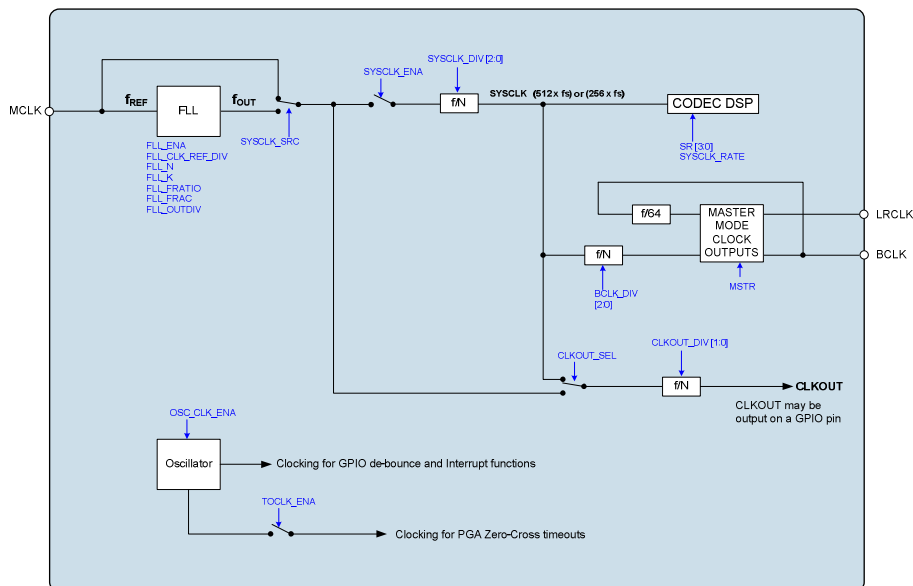 MCLK
fREF
FLL
fOUT
FLL_ENA
FLL_CLK_REF_DIV
FLL_N
FLL_K
FLL_FRATIO
FLL_FRAC
FLL_OUTDIV
SYSCLK_SRC
SYSCLK_ENA
SYSCLK_DIV [2:0]
f/N
SYSCLK (512 x fs) or (256 x fs)
CODEC DSP
SR [3:0]
SYSCLK_RATE
f/64
MASTER
MODE
CLOCK
OUTPUTS
LRCLK
BCLK
MSTR
f/N
BCLK_DIV
[2:0]
CLKOUT_SEL
CLKOUT_DIV [1:0]
f/N
CLKOUT
CLKOUT may be
output on a GPIO pin
OSC_CLK_ENA
Oscillator
Clocking for GPIO de-bounce and Interrupt functions
TOCLK_ENA
Clocking for PGA Zero-Cross timeouts